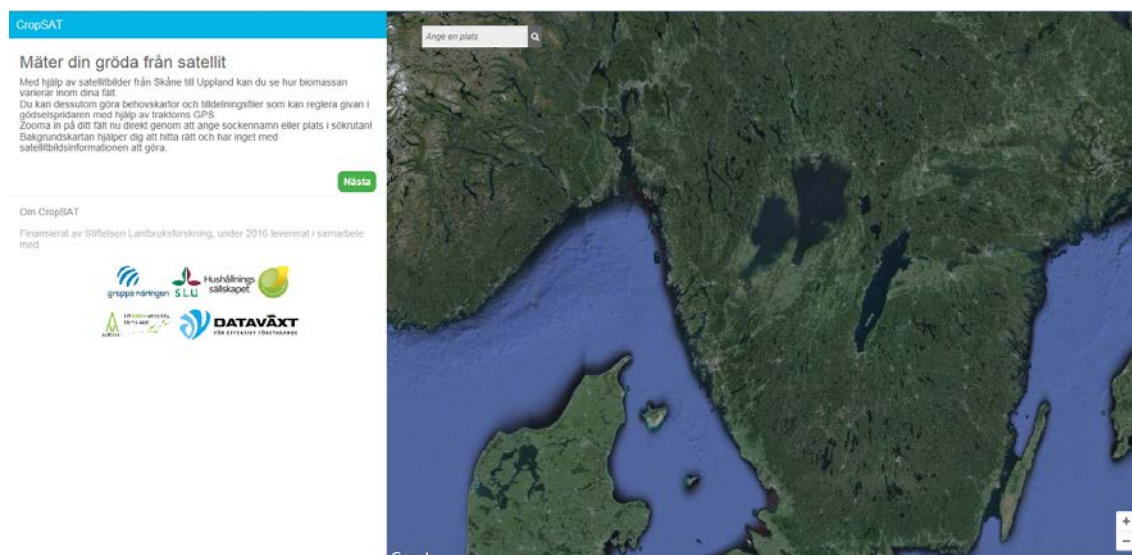 CropSAT
Ange en plats
Mäter din gröda från satellit
Med hjälp av satellitbilder från Skåne till Uppland kan du se hur biomassan
varierar inom dina fält.
Du kan dessutom göra behovskartor och tilldelningsfiler som kan reglera givan i
gödselspridaren med hjälp av traktorns GPS.
Zooma in på ditt fält nu direkt genom att ange sockennamn eller plats i sökrutan!
Bakgrundskartan hjälper dig att hitta rätt och har inget med
satellitbildsinformationen att göra.
Nästa
Om CropSAT
Finansierat av Stiftelsen Lantbruksforskning, under 2016 levererat i samarbete
med
greppa näringen
SLU
Hushållnings
sällskapet
DATAVÄXT
FÖR EFFEKTIVT FÖRETAGANDE
+
−